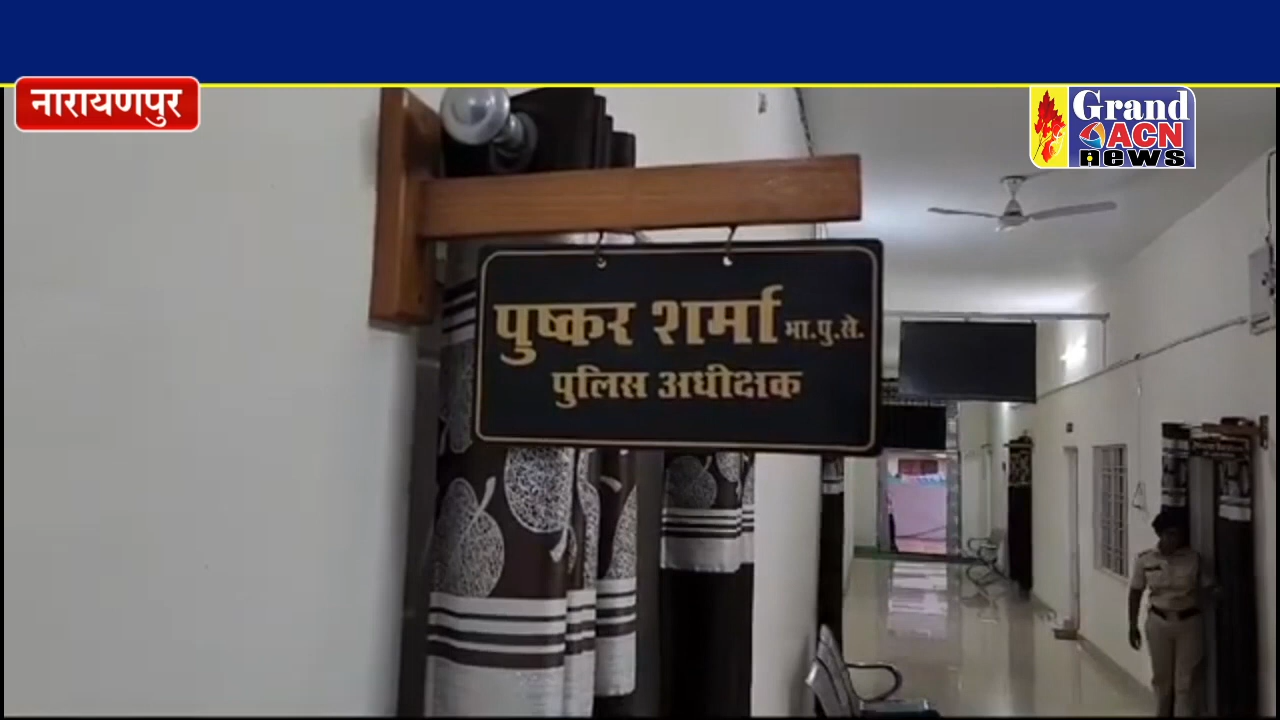 नारायणपुर
Grand
ACN
news
पुष्कर शर्मा भा.पु.से.
पुलिस अधीक्षक